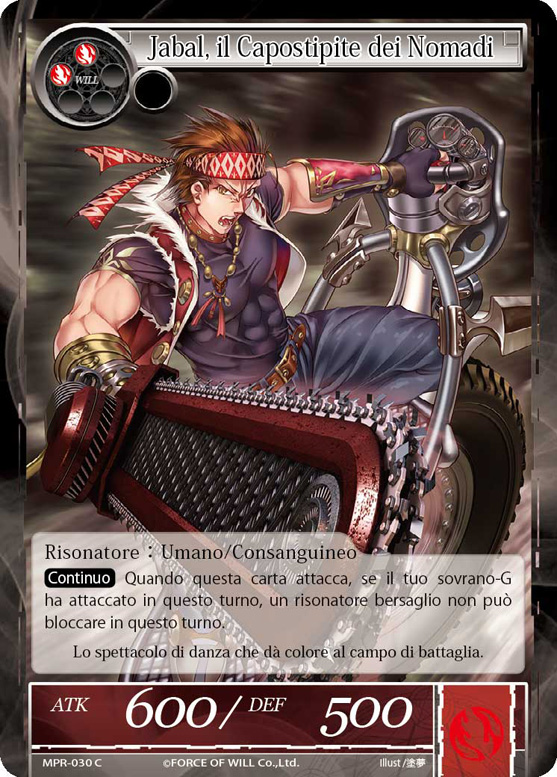 Jabal, il Capostipite dei Nomadi
WILL
Risonatore : Umano/Consanguineo
Continuo Quando questa carta attacca, se il tuo sovrano-G
ha attaccato in questo turno, un risonatore bersaglio non può
bloccare in questo turno.
Lo spettacolo di danza che dà colore al campo di battaglia.
ATK 600/ DEF 500
MPR-030 C ©FORCE OF WILL Co.,Ltd. Illust/塗夢